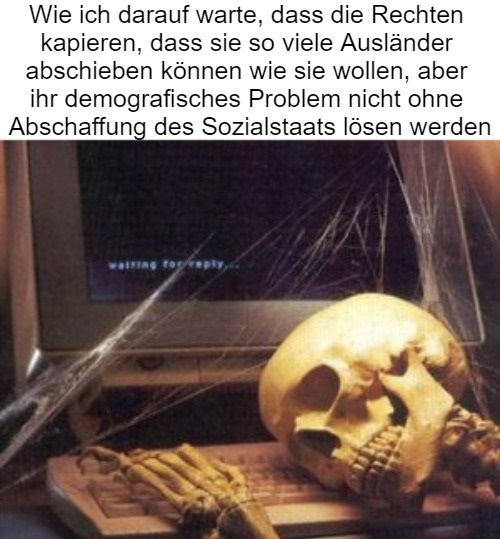 Wie ich darauf warte, dass die Rechten
kapieren, dass sie so viele Ausländer
abschieben können wie sie wollen, aber
ihr demografisches Problem nicht ohne
Abschaffung des Sozialstaats lösen werden
waiting for reply...